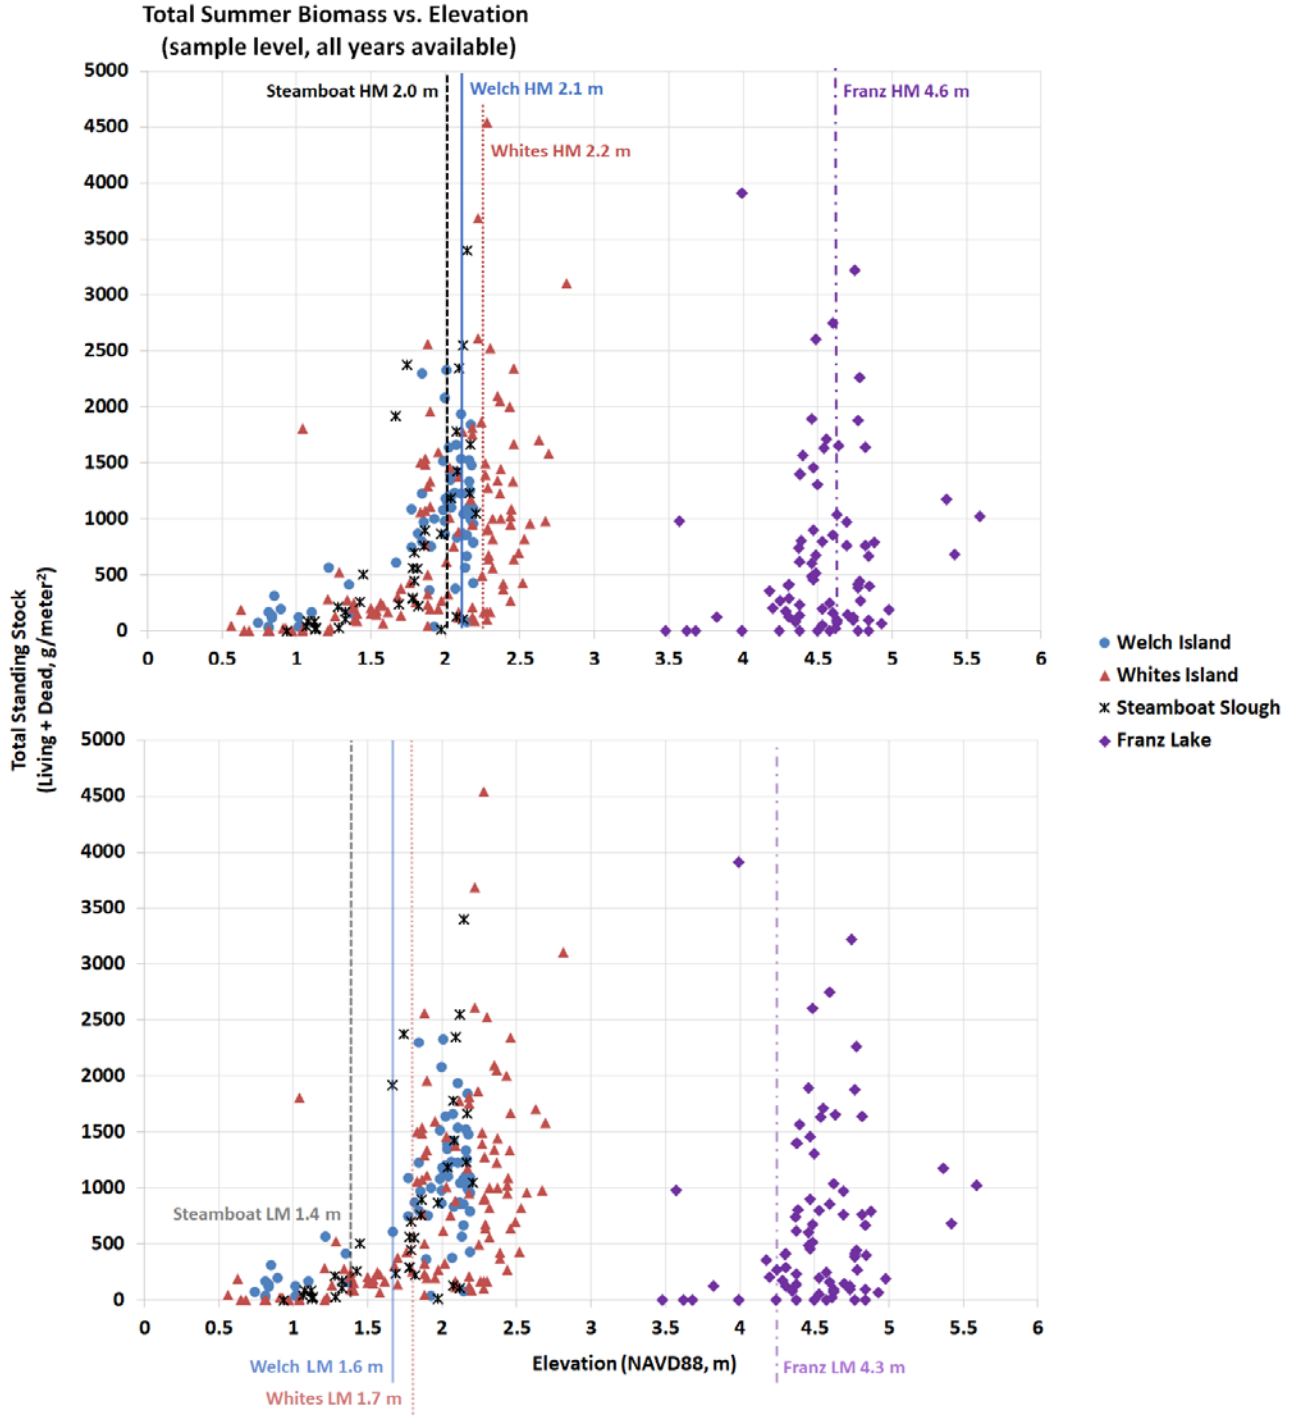 Total Summer Biomass vs. Elevation
(sample level, all years available)
5000
4500
4000
3500
3000
2500
2000
1500
1000
500
0
Steamboat HM 2.0 m
Welch HM 2.1 m
Whites HM 2.2 m
Franz HM 4.6 m
0 0.5 1 1.5 2 2.5 3 3.5 4 4.5 5 5.5 6
Total Standing Stock
(Living + Dead, g/meter²)
Welch Island
Whites Island
Steamboat Slough
Franz Lake
5000
4500
4000
3500
3000
2500
2000
1500
1000
500
0
Steamboat LM 1.4 m
0 0.5 1 1.5 2 2.5 3 3.5 4 4.5 5 5.5 6
Welch LM 1.6 m
Elevation (NAVD88, m)
Franz LM 4.3 m
Whites LM 1.7 m